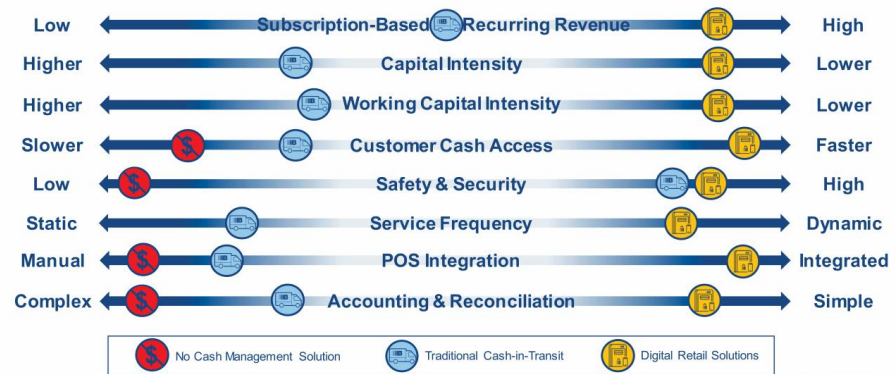 Low Subscription-Based Recurring Revenue High
Higher Capital Intensity Lower
Higher Working Capital Intensity Lower
Slower $ Customer Cash Access Faster
Low $ Safety & Security High
Static Service Frequency Dynamic
Manual $ POS Integration Integrated
Complex $ Accounting & Reconciliation Simple
$ No Cash Management Solution Traditional Cash-in-Transit Digital Retail Solutions